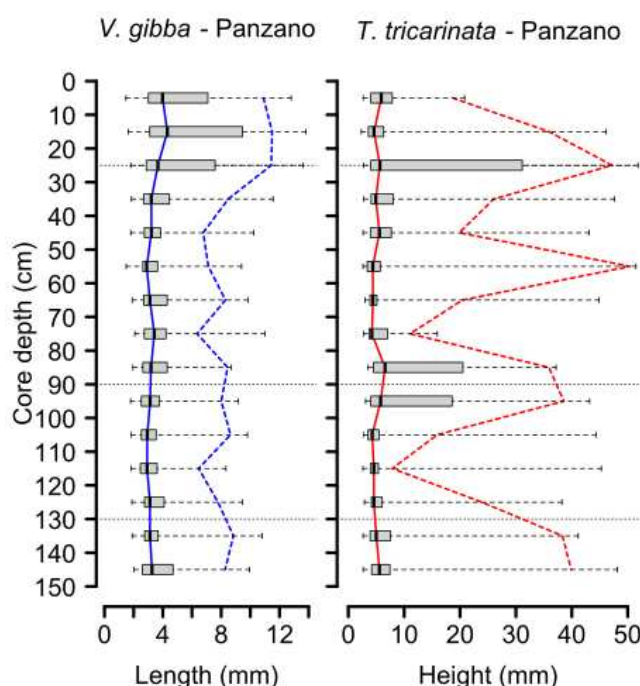 V. gibba - Panzano
T. tricarinata - Panzano
Core depth (cm)
0
10
20
30
40
50
60
70
80
90
100
110
120
130
140
150
0 4 8 12
0 10 20 30 40 50
Length (mm)
Height (mm)